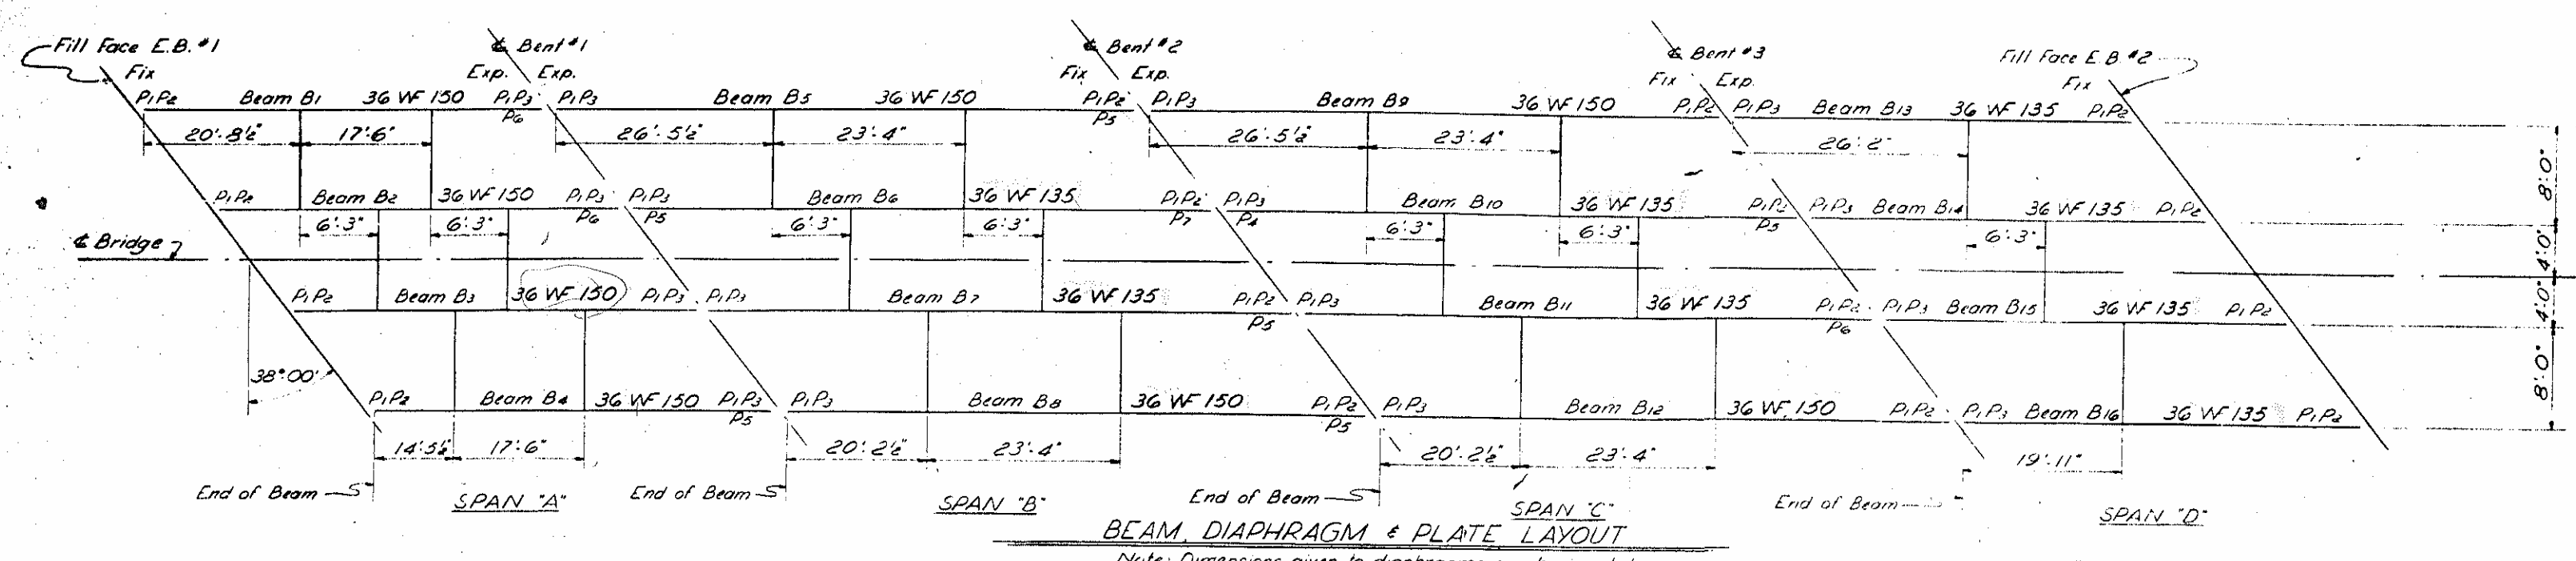 Fill Face E.B. #1
℄ Bent #1
℄ Bent #2
℄ Bent #3
Fill Face E.B. #2
Fix
Exp. Exp.
Fix Exp.
Fix Exp.
Fix
P1P2 Beam B1 36 WF 150 P1P3 P1P3 Beam B5 36 WF 150 P1P2 P1P3 Beam B9 36 WF 150 P1P2 P1P3 Beam B13 36 WF 135 P1P2
P6 P5
20'-8½" 17'-6" 26'-5½" 23'-4" 26'-5½" 23'-4" 26'-2"
8'-0"
P1P2 Beam B2 36 WF 150 P1P3 P1P3 Beam B6 36 WF 135 P1P2 P1P3 Beam B10 36 WF 135 P1P2 P1P3 Beam B14 36 WF 135 P1P2
P6 P5 P7 P4 P5
6'-3" 6'-3" 6'-3" 6'-3" 6'-3" 6'-3" 6'-3"
℄ Bridge
4'-0" 4'-0"
P1P2 Beam B3 36 WF 150 P1P3 P1P3 Beam B7 36 WF 135 P1P2 P1P3 Beam B11 36 WF 135 P1P2 P1P3 Beam B15 36 WF 135 P1P2
P5 P6
38°00'
8'-0"
P1P2 Beam B4 36 WF 150 P1P3 P1P3 Beam B8 36 WF 150 P1P2 P1P3 Beam B12 36 WF 150 P1P2 P1P3 Beam B16 36 WF 135 P1P2
P5 P5
14'-5½" 17'-6" 20'-2½" 23'-4" 20'-2½" 23'-4" 19'-11"
End of Beam End of Beam End of Beam End of Beam
SPAN "A" SPAN "B" SPAN "C" SPAN "D"
BEAM, DIAPHRAGM & PLATE LAYOUT
Note: Dimensions given to diaphragms